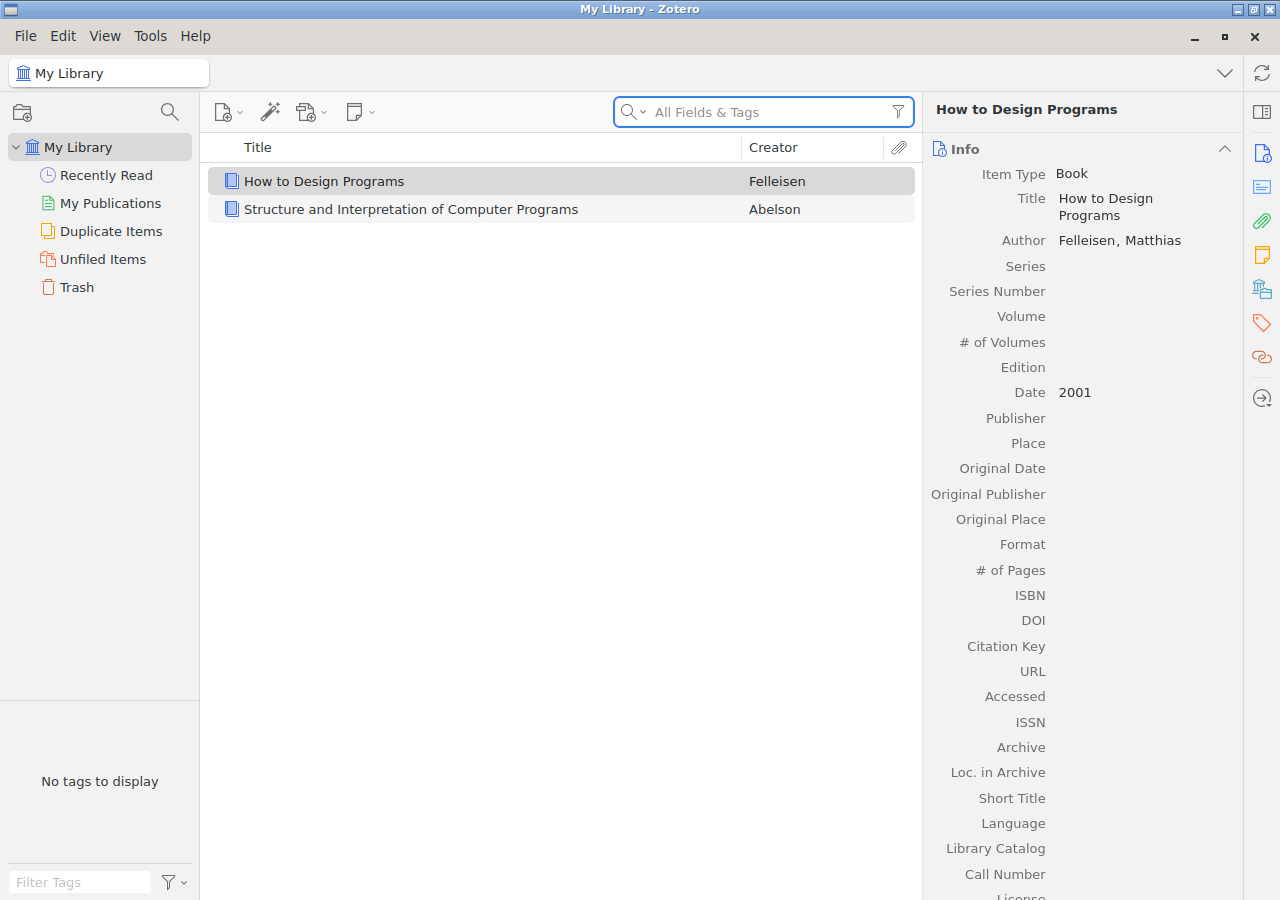 My Library - Zotero
File Edit View Tools Help
My Library
All Fields & Tags
My Library
Recently Read
My Publications
Duplicate Items
Unfiled Items
Trash
No tags to display
Filter Tags
Title Creator
How to Design Programs Felleisen
Structure and Interpretation of Computer Programs Abelson
How to Design Programs
Info
Item Type Book
Title How to Design
Programs
Author Felleisen, Matthias
Series
Series Number
Volume
# of Volumes
Edition
Date 2001
Publisher
Place
Original Date
Original Publisher
Original Place
Format
# of Pages
ISBN
DOI
Citation Key
URL
Accessed
ISSN
Archive
Loc. in Archive
Short Title
Language
Library Catalog
Call Number
License